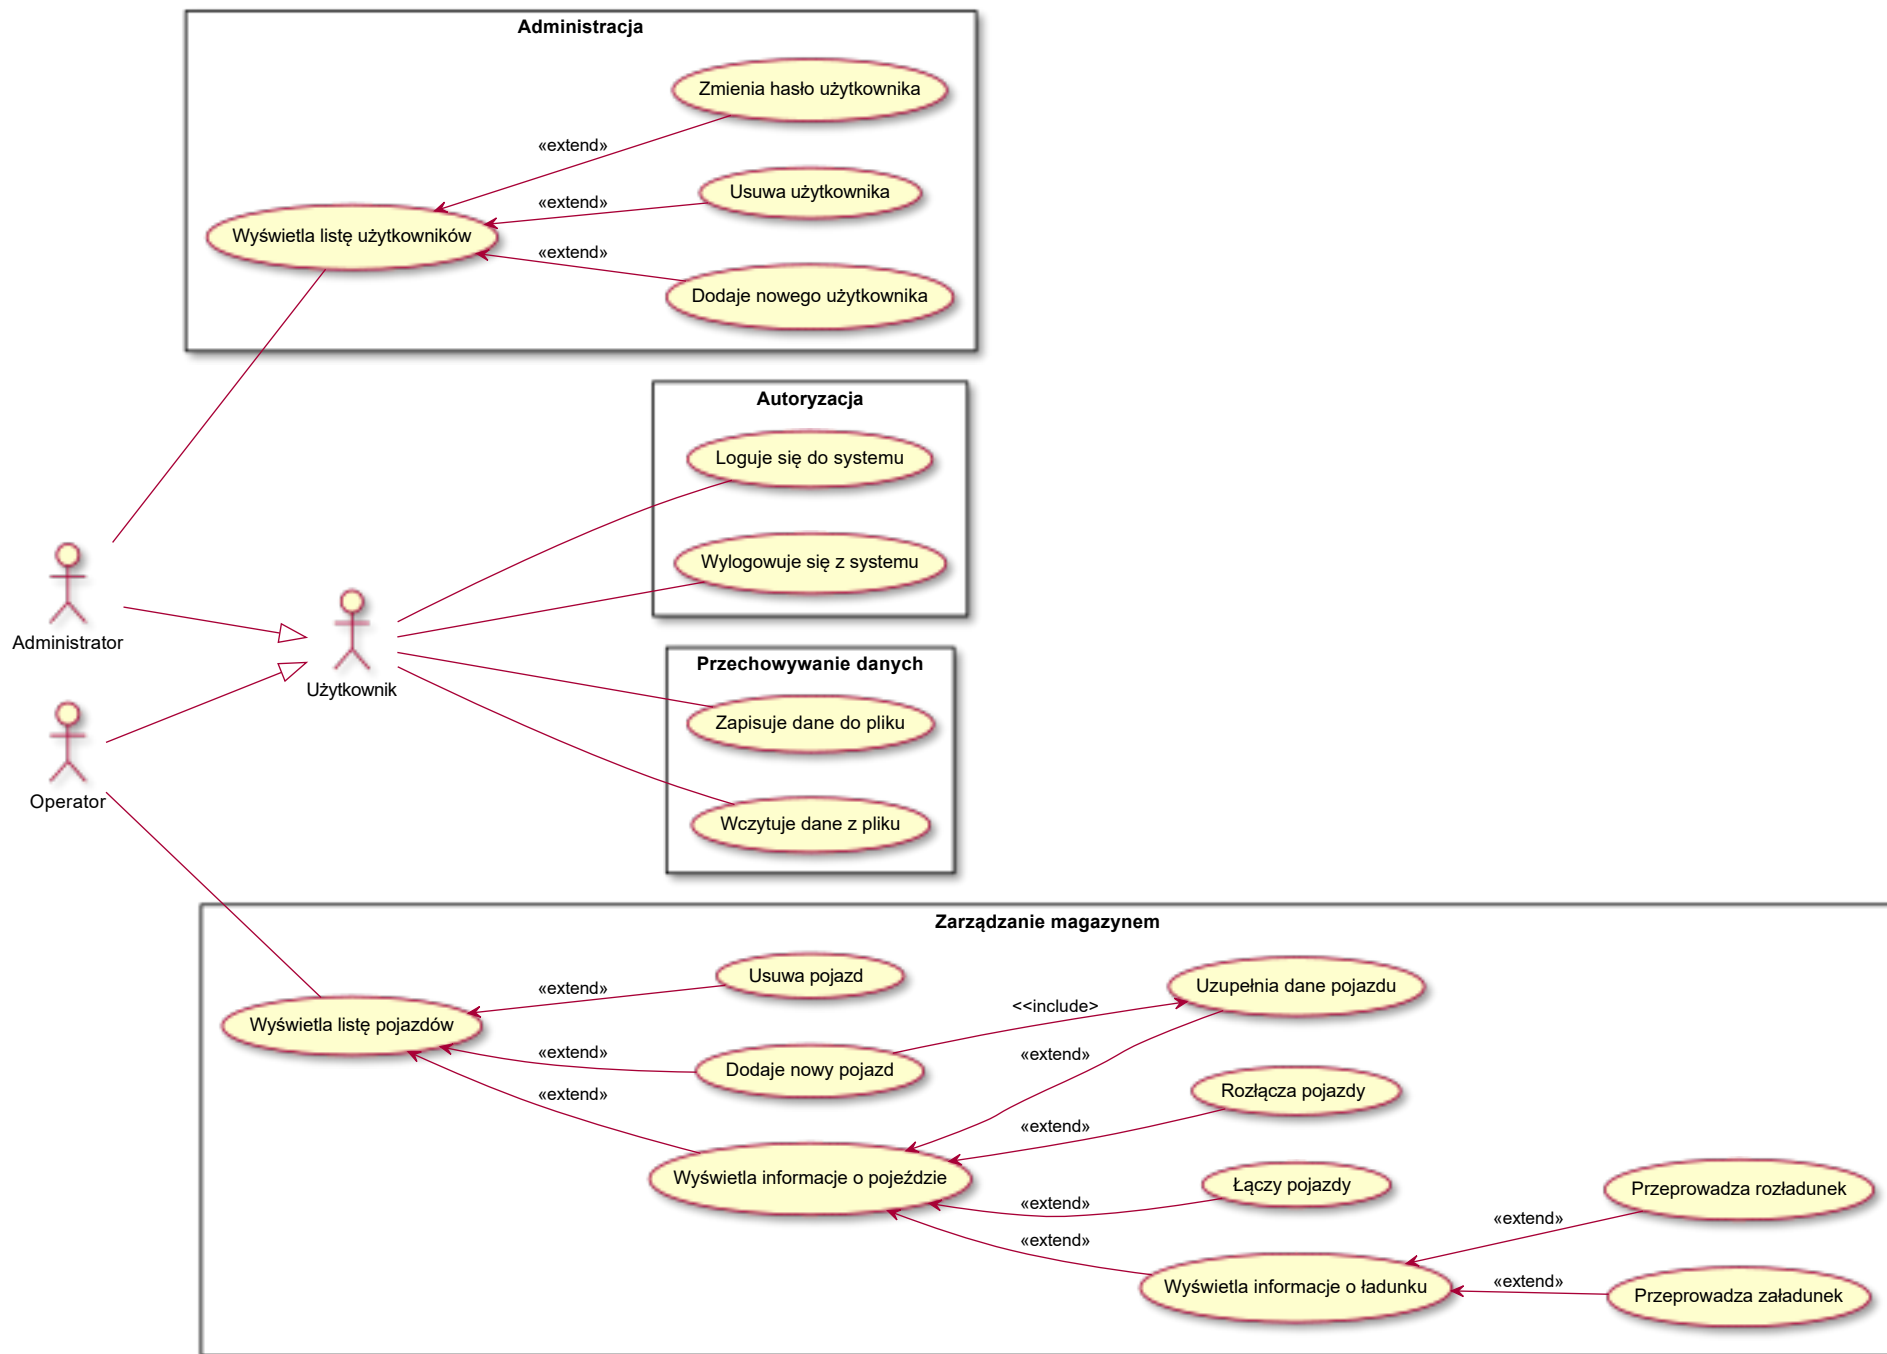 Administracja
Zmienia hasło użytkownika
«extend»
Usuwa użytkownika
«extend»
Wyświetla listę użytkowników
«extend»
Dodaje nowego użytkownika
Autoryzacja
Loguje się do systemu
Wylogowuje się z systemu
Administrator
Użytkownik
Operator
Przechowywanie danych
Zapisuje dane do pliku
Wczytuje dane z pliku
Zarządzanie magazynem
Usuwa pojazd
«extend»
Uzupełnia dane pojazdu
<<include>
Wyświetla listę pojazdów
«extend»
Dodaje nowy pojazd
«extend»
«extend»
Rozłącza pojazdy
«extend»
Wyświetla informacje o pojeździe
Łączy pojazdy
«extend»
Przeprowadza rozładunek
«extend»
«extend»
Wyświetla informacje o ładunku
«extend»
Przeprowadza załadunek